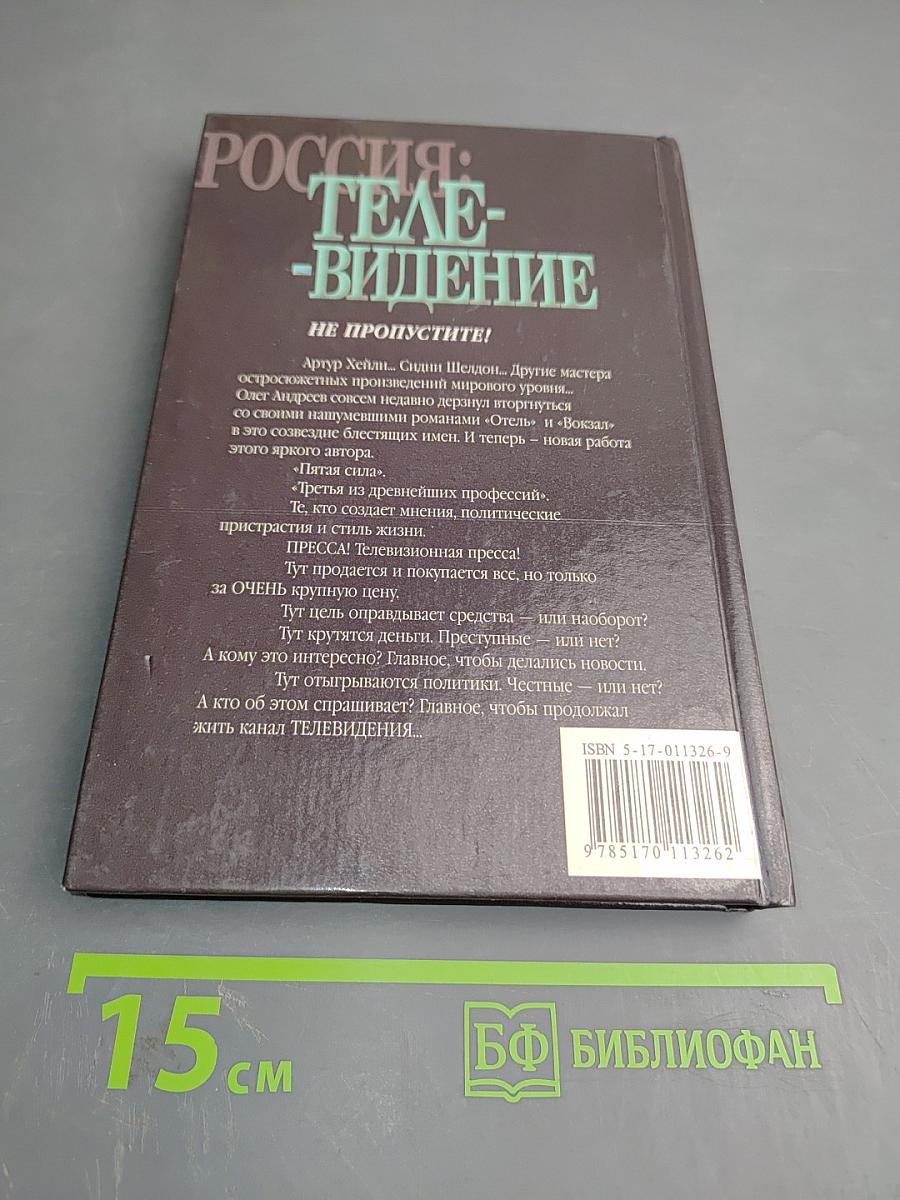 РОССИЯ:
ТЕЛЕ-
-ВИДЕНИЕ
НЕ ПРОПУСТИТЕ!
Артур Хейли... Сидни Шелдон... Другие мастера
остросюжетных произведений мирового уровня...
Олег Андреев совсем недавно дерзнул вторгнуться
со своими нашумевшими романами «Отель» и «Вокзал»
в это созвездие блестящих имен. И теперь – новая работа
этого яркого автора.
«Пятая сила».
«Третья из древнейших профессий».
Те, кто создает мнения, политические
пристрастия и стиль жизни.
ПРЕССА! Телевизионная пресса!
Тут продается и покупается все, но только
за ОЧЕНЬ крупную цену.
Тут цель оправдывает средства — или наоборот?
Тут крутятся деньги. Преступные — или нет?
А кому это интересно? Главное, чтобы делались новости.
Тут отыгрываются политики. Честные — или нет?
А кто об этом спрашивает? Главное, чтобы продолжал
жить канал ТЕЛЕВИДЕНИЯ...
ISBN 5-17-011326-9
9 785170 113262
15 см
БФ БИБЛИОФАН